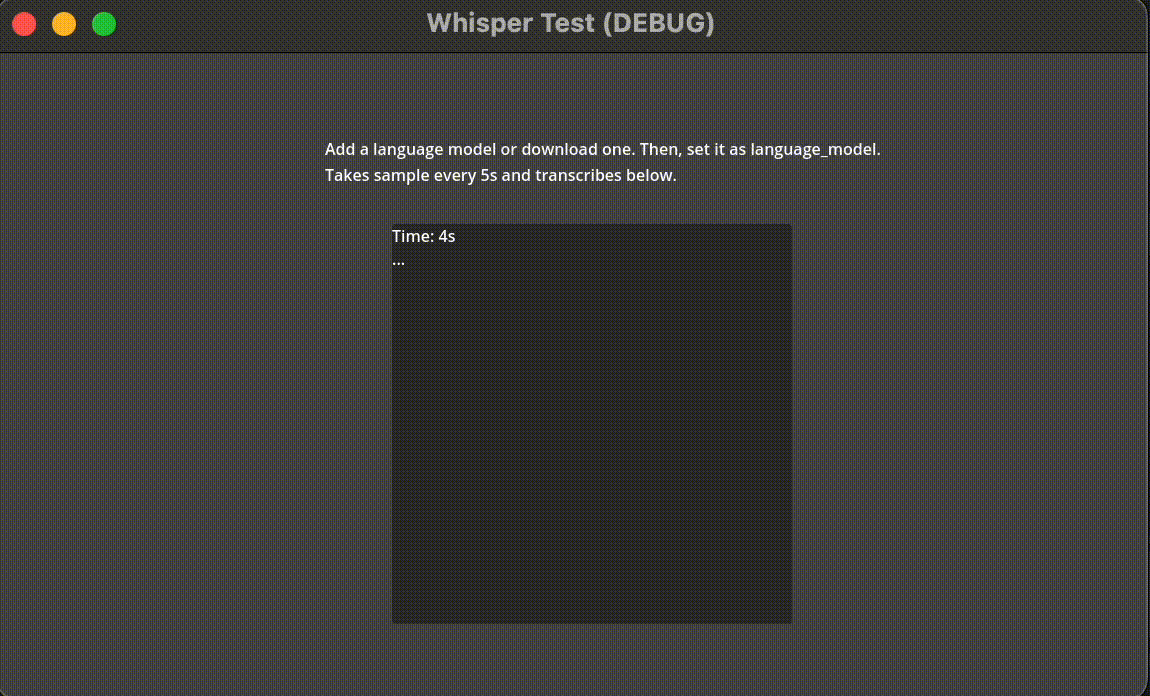 Whisper Test (DEBUG)
Add a language model or download one. Then, set it as language_model.
Takes sample every 5s and transcribes below.
Time: 4s
...